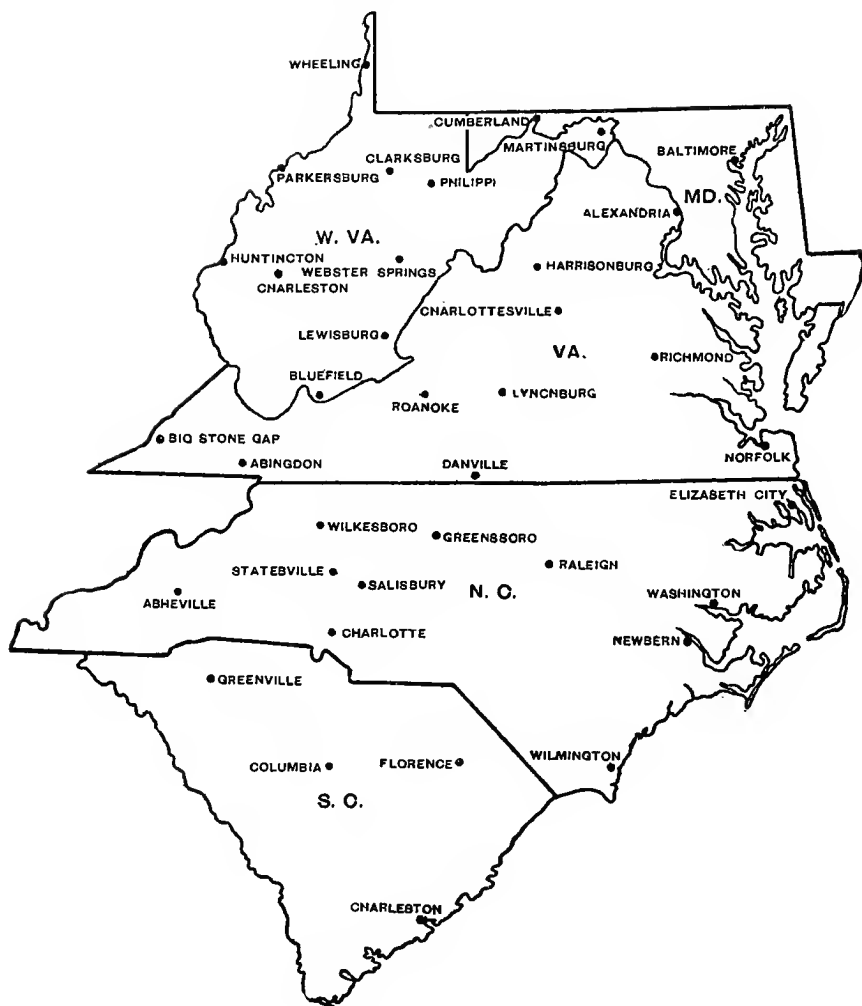 WHEELING
CUMBERLAND
MARTINSBURG
CLARKSBURG
BALTIMORE
PARKERSBURG
PHILIPPI
MD.
ALEXANDRIA
W. VA.
HUNTINGTON
WEBSTER SPRINGS
HARRISONBURG
CHARLESTON
CHARLOTTESVILLE
LEWISBURG
VA.
RICHMOND
BLUEFIELD
ROANOKE
LYNCHBURG
BIG STONE GAP
NORFOLK
ABINGDON
DANVILLE
ELIZABETH CITY
WILKESBORO
GREENSBORO
RALEIGH
STATESVILLE
SALISBURY
N. C.
WASHINGTON
ASHEVILLE
CHARLOTTE
NEWBERN
GREENVILLE
WILMINGTON
COLUMBIA
FLORENCE
S. C.
CHARLESTON